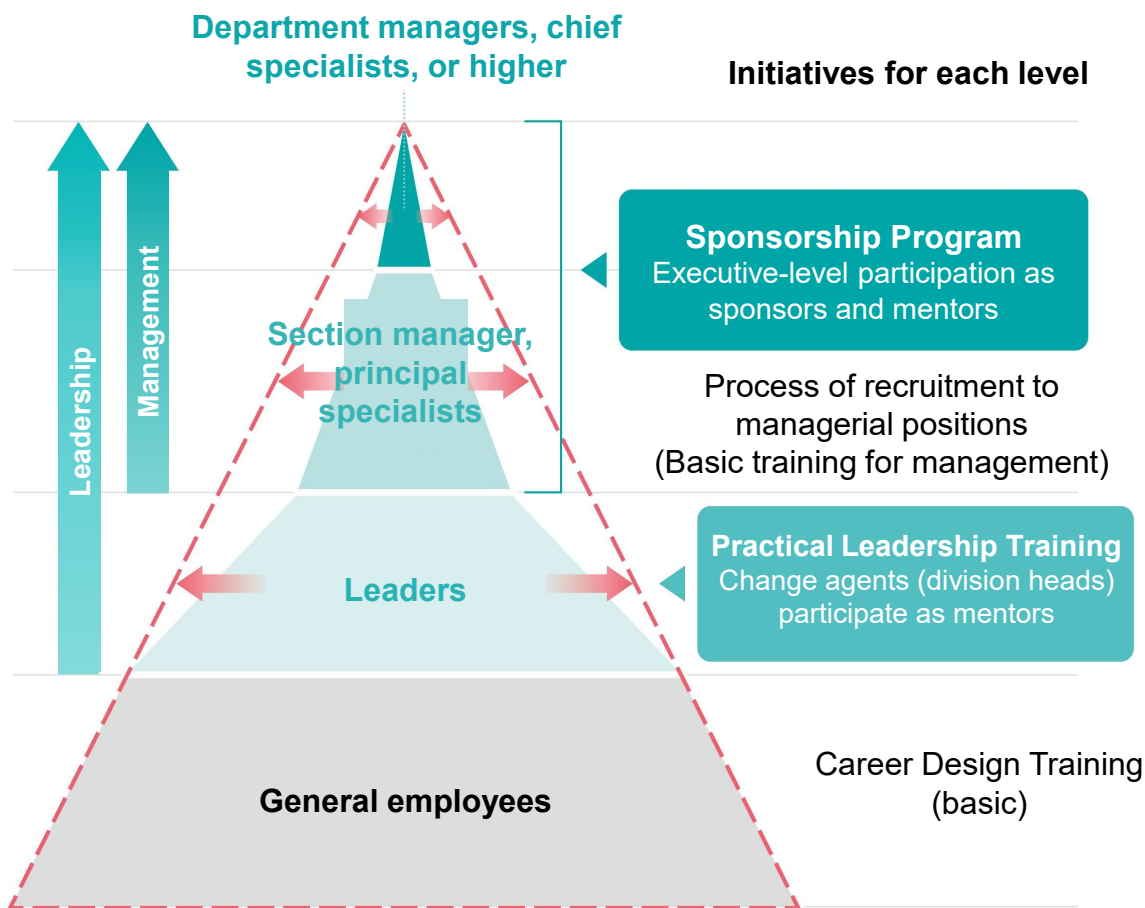 Department managers, chief
specialists, or higher
Initiatives for each level
Leadership
Management
Sponsorship Program
Executive-level participation as
sponsors and mentors
Section manager,
principal
specialists
Process of recruitment to
managerial positions
(Basic training for management)
Practical Leadership Training
Change agents (division heads)
participate as mentors
Leaders
General employees
Career Design Training
(basic)